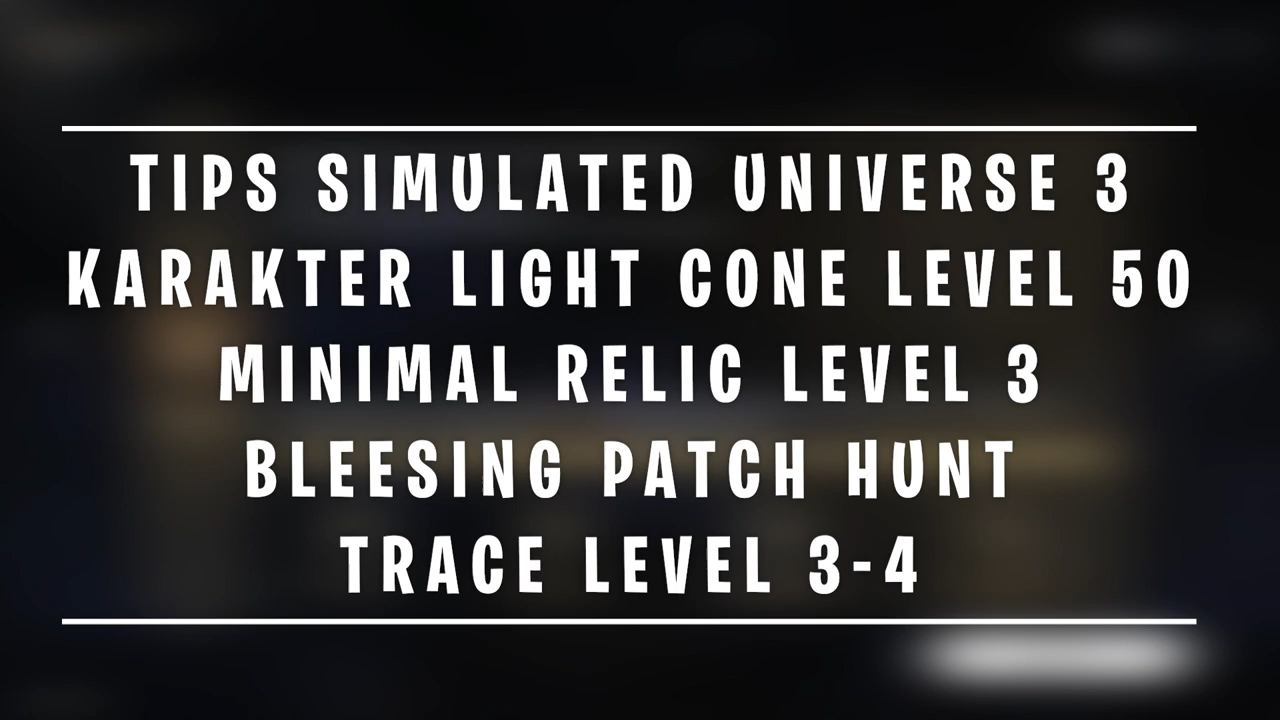 TIPS SIMULATED UNIVERSE 3
KARAKTER LIGHT CONE LEVEL 50
MINIMAL RELIC LEVEL 3
BLEESING PATCH HUNT
TRACE LEVEL 3-4